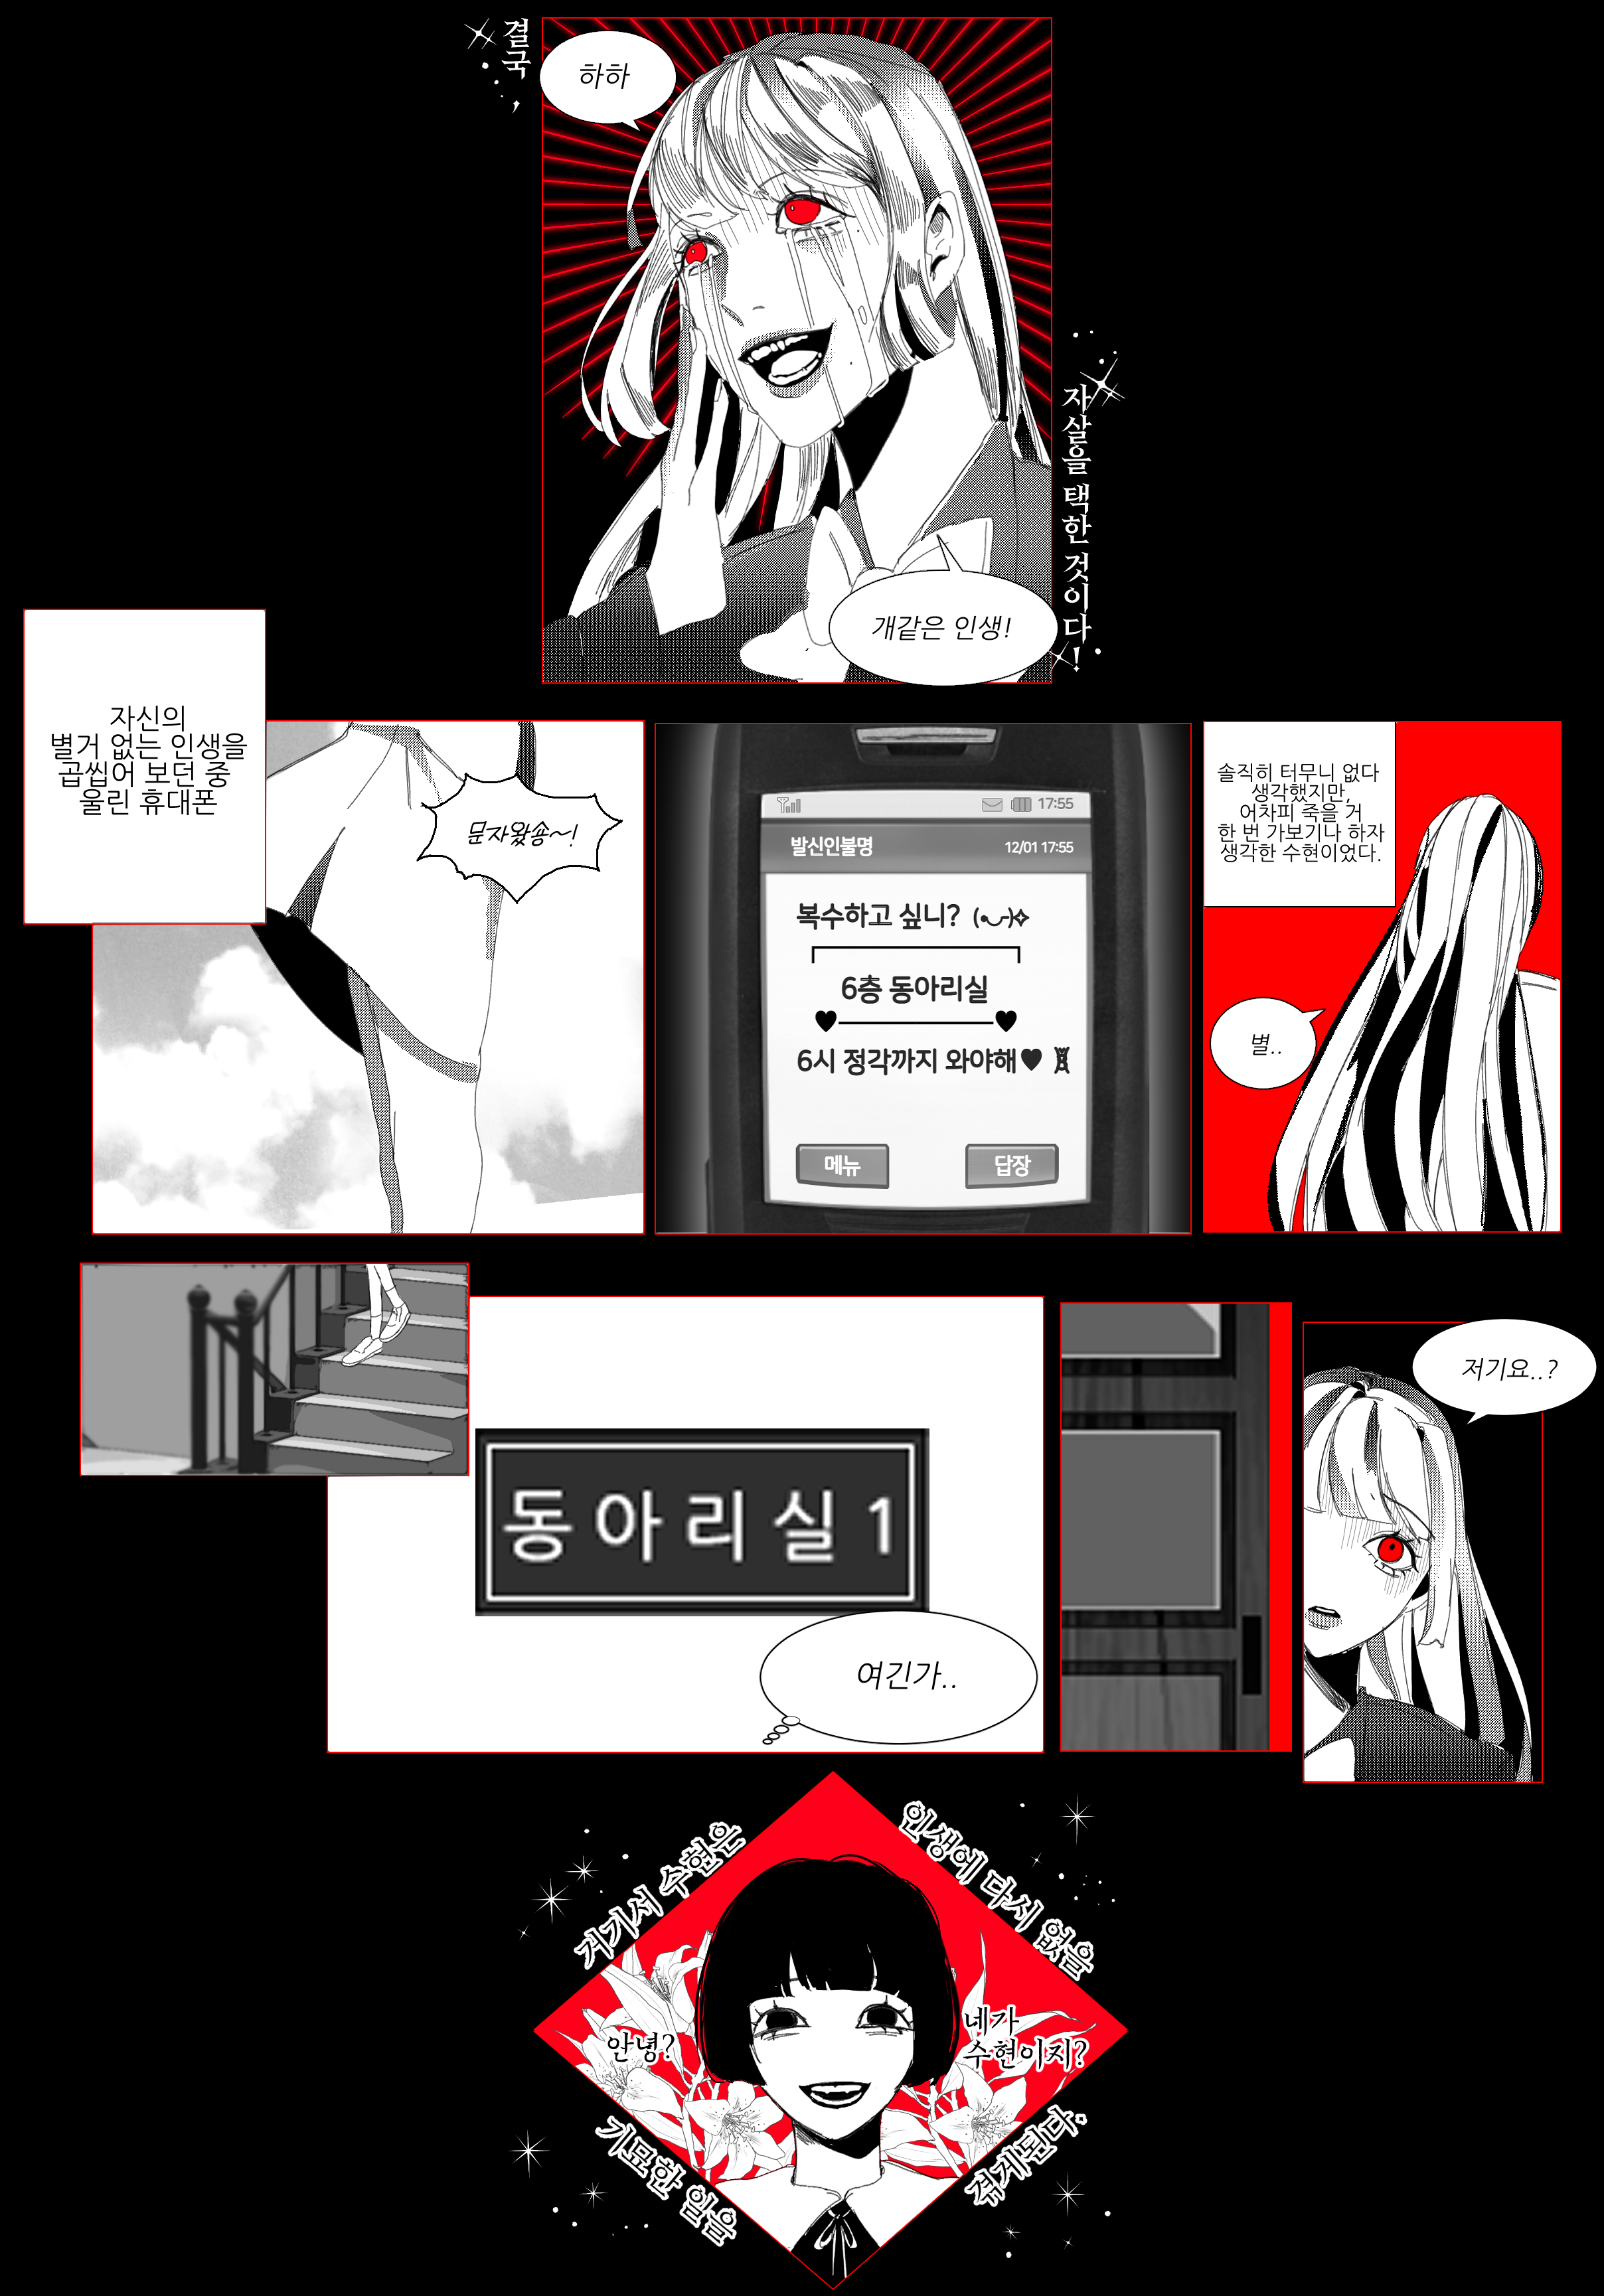 결국,
하하
자살을 택한 것이다!
개같은 인생!
자신의
별거 없는 인생을
곱씹어 보던 중
울린 휴대폰
문자왔숑~!
17:55
발신인불명 12/01 17:55
복수하고 싶니? (•◡-)✧
6층 동아리실
♥ ♥
6시 정각까지 와야해♥
메뉴 답장
솔직히 터무니 없다
생각했지만,
어차피 죽을 거
한 번 가보기나 하자
생각한 수현이었다.
별..
동아리실 1
여긴가..
저기요..?
거기서 수현은
인생에 다시 없을
안녕?
네가
수현이지?
기묘한 일을
겪게된다.